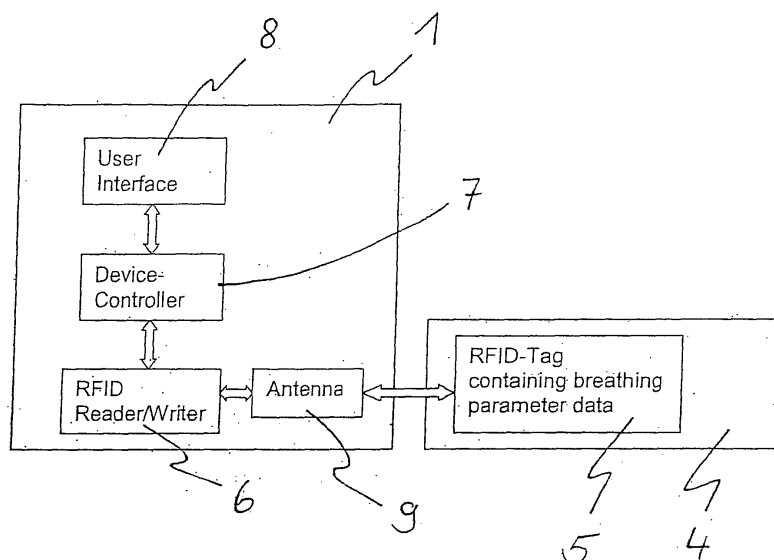 8
1
User
Interface
7
Device-
Controller
RFID
Reader/Writer
Antenna
RFID-Tag
containing breathing
parameter data
6
9
5
4